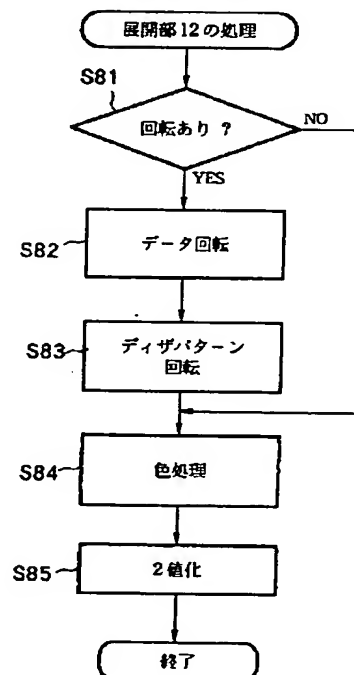 展開部12の処理
S81
回転あり ?
NO
YES
S82
データ回転
S83
ディザパターン
回転
S84
色処理
S85
2値化
終了